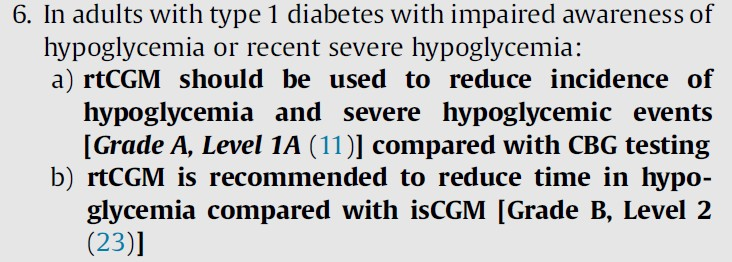 6. In adults with type 1 diabetes with impaired awareness of
hypoglycemia or recent severe hypoglycemia:
a) rtCGM should be used to reduce incidence of
hypoglycemia and severe hypoglycemic events
[Grade A, Level 1A (11)] compared with CBG testing
b) rtCGM is recommended to reduce time in hypo-
glycemia compared with isCGM [Grade B, Level 2
(23)]